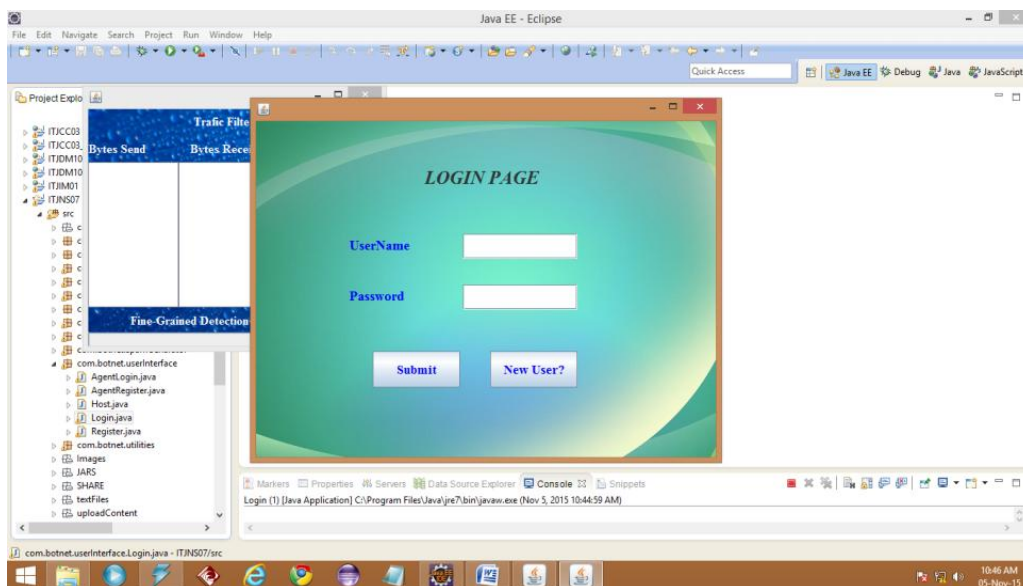 Java EE - Eclipse
File Edit Navigate Search Project Run Window Help
Quick Access
Java EE Debug Java JavaScript
Project Explo
ITJCC03
ITJCC03_
ITJDM10
ITJDM10
ITJIM01
ITJNS07
src
c
c
c
c
c
c
c
c
com.botnet.userInterface
AgentLogin.java
AgentRegister.java
Host.java
Login.java
Register.java
com.botnet.utilities
Images
JARS
SHARE
textFiles
uploadContent
Trafic Filte
Bytes Send Bytes Rece
Fine-Grained Detection
LOGIN PAGE
UserName
Password
Submit New User?
Markers Properties Servers Data Source Explorer Console Snippets
Login (1) [Java Application] C:\Program Files\Java\jre7\bin\javaw.exe (Nov 5, 2015 10:44:59 AM)
com.botnet.userInterface.Login.java - ITJNS07/src
10:46 AM
05-Nov-15